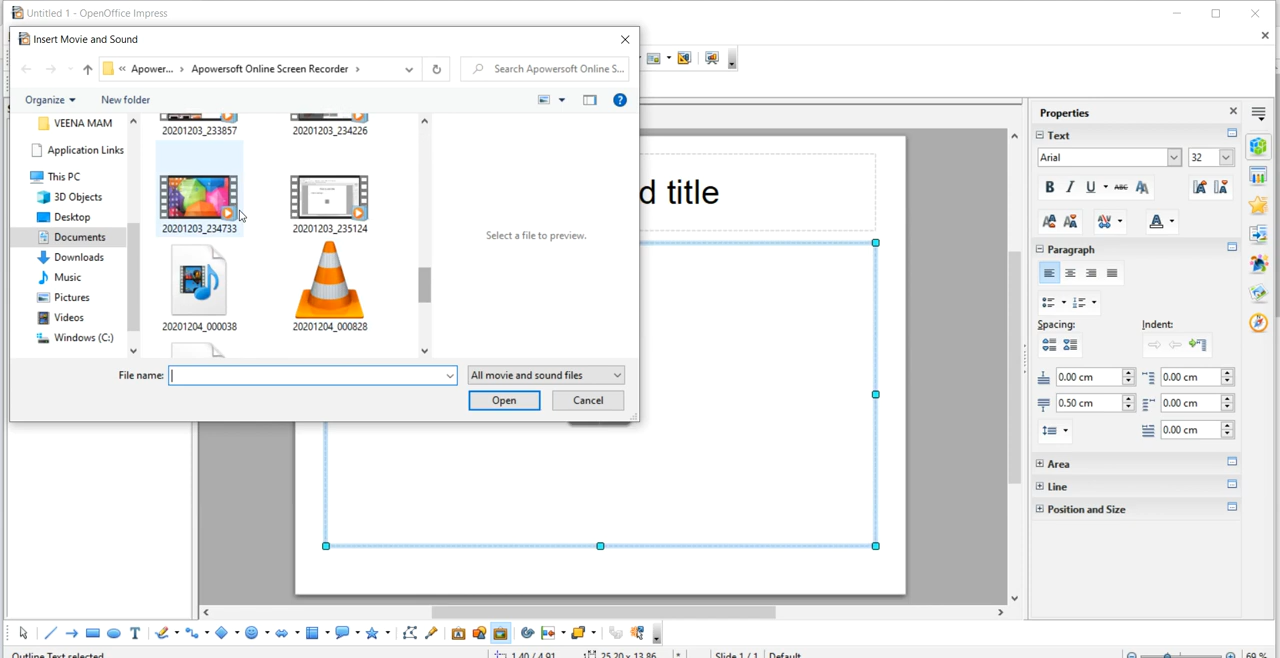 Untitled 1 - OpenOffice Impress
Insert Movie and Sound
« Apower... › Apowersoft Online Screen Recorder ›
Search Apowersoft Online S...
Organize
New folder
VEENA MAM
Application Links
This PC
3D Objects
Desktop
Documents
Downloads
Music
Pictures
Videos
Windows (C:)
20201203_233857
20201203_234226
20201203_234733
20201203_235124
20201204_000038
20201204_000828
Select a file to preview.
File name:
All movie and sound files
Open
Cancel
d title
Properties
Text
Arial
32
B I U ABC A
Paragraph
Spacing:
Indent:
0.00 cm
0.00 cm
0.50 cm
0.00 cm
0.00 cm
Area
Line
Position and Size
Outline Text selected
1.40 / 4.91
25.20 x 13.86
*
Slide 1 / 1
Default
69 %